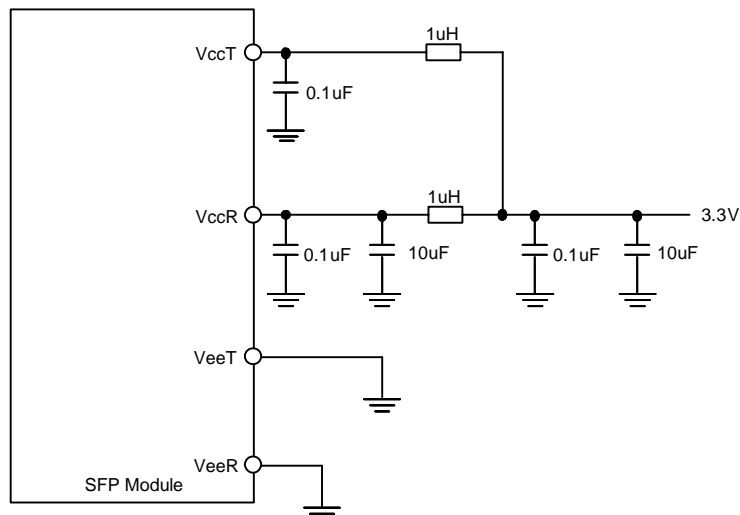 1uH
VccT
0.1uF
1uH
VccR
3.3V
0.1uF
10uF
0.1uF
10uF
VeeT
VeeR
SFP Module